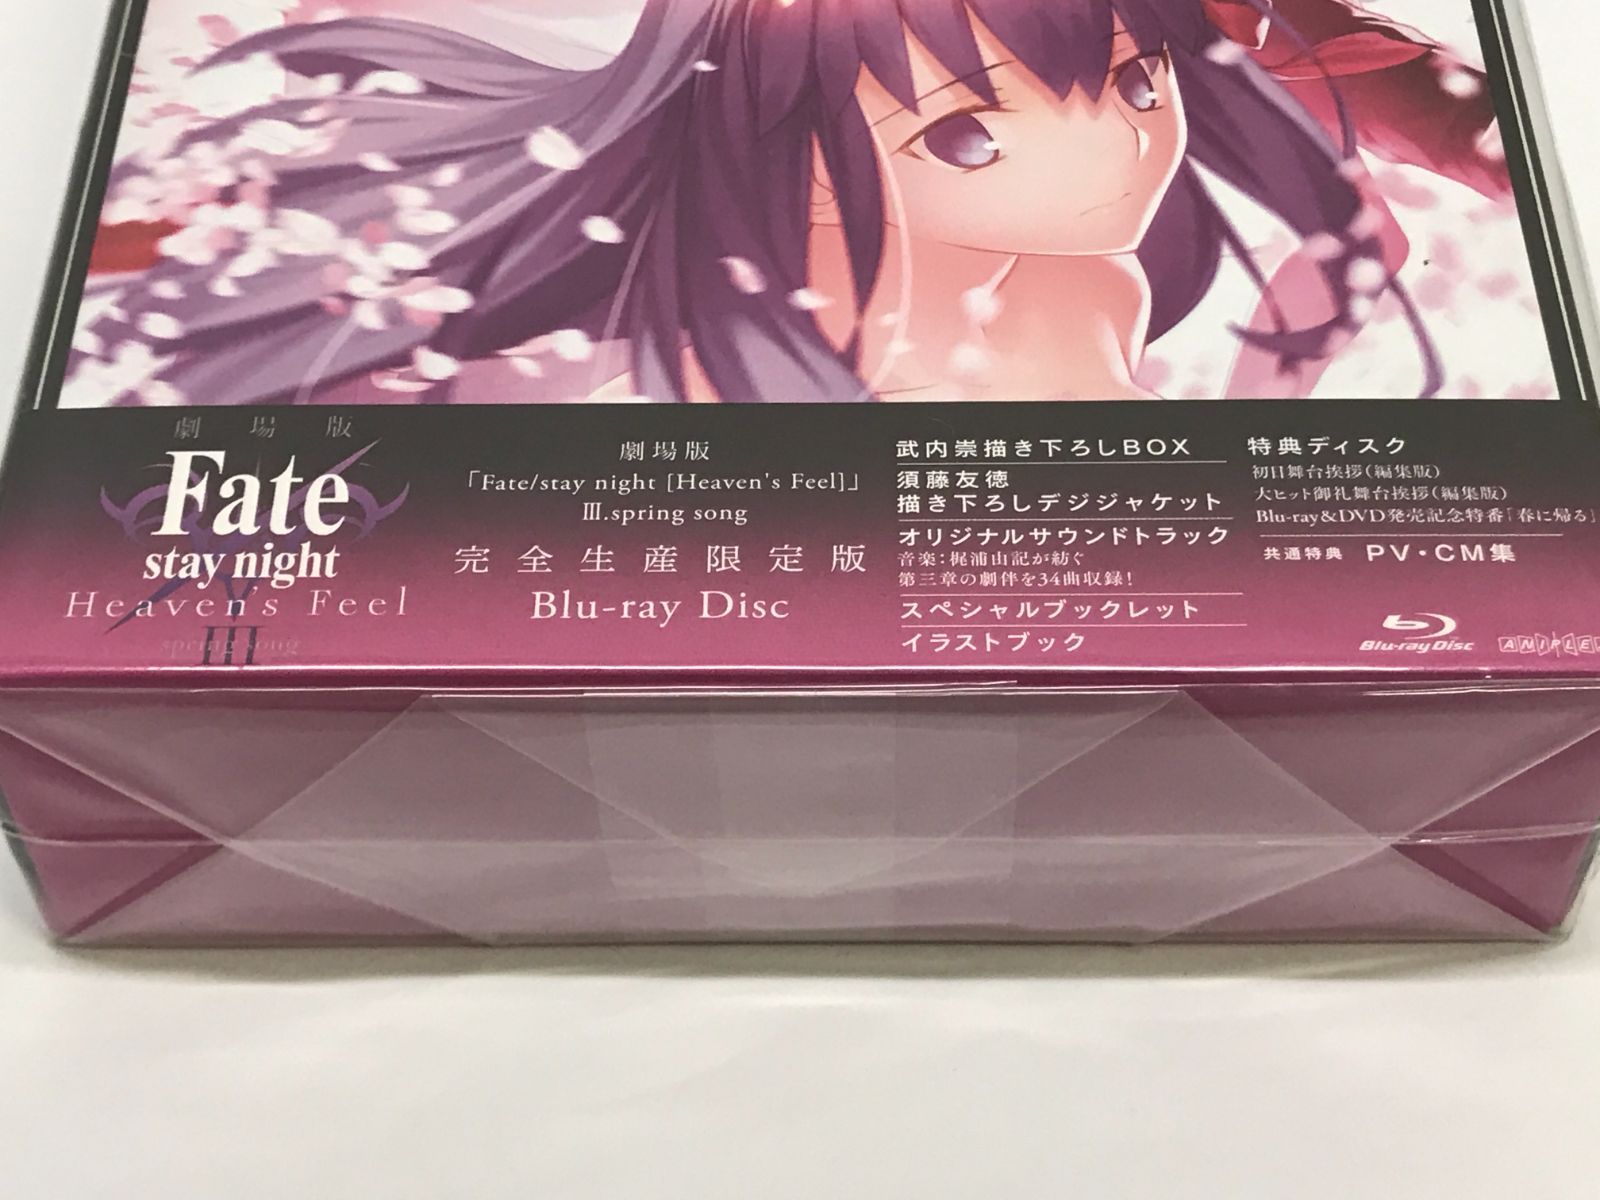 劇場版
Fate
stay night
Heaven's Feel
III
spring song
劇場版
「Fate/stay night [Heaven's Feel]」
Ⅲ.spring song
完全生産限定版
Blu-ray Disc
武内崇描き下ろしBOX
須藤友徳
描き下ろしデジジャケット
オリジナルサウンドトラック
音楽:梶浦由記が紡ぐ
第三章の劇伴を34曲収録!
スペシャルブックレット
イラストブック
特典ディスク
初日舞台挨拶(編集版)
大ヒット御礼舞台挨拶(編集版)
Blu-ray&DVD発売記念特番「春に帰る」
共通特典 PV・CM集
Blu-ray Disc
ANIPLE